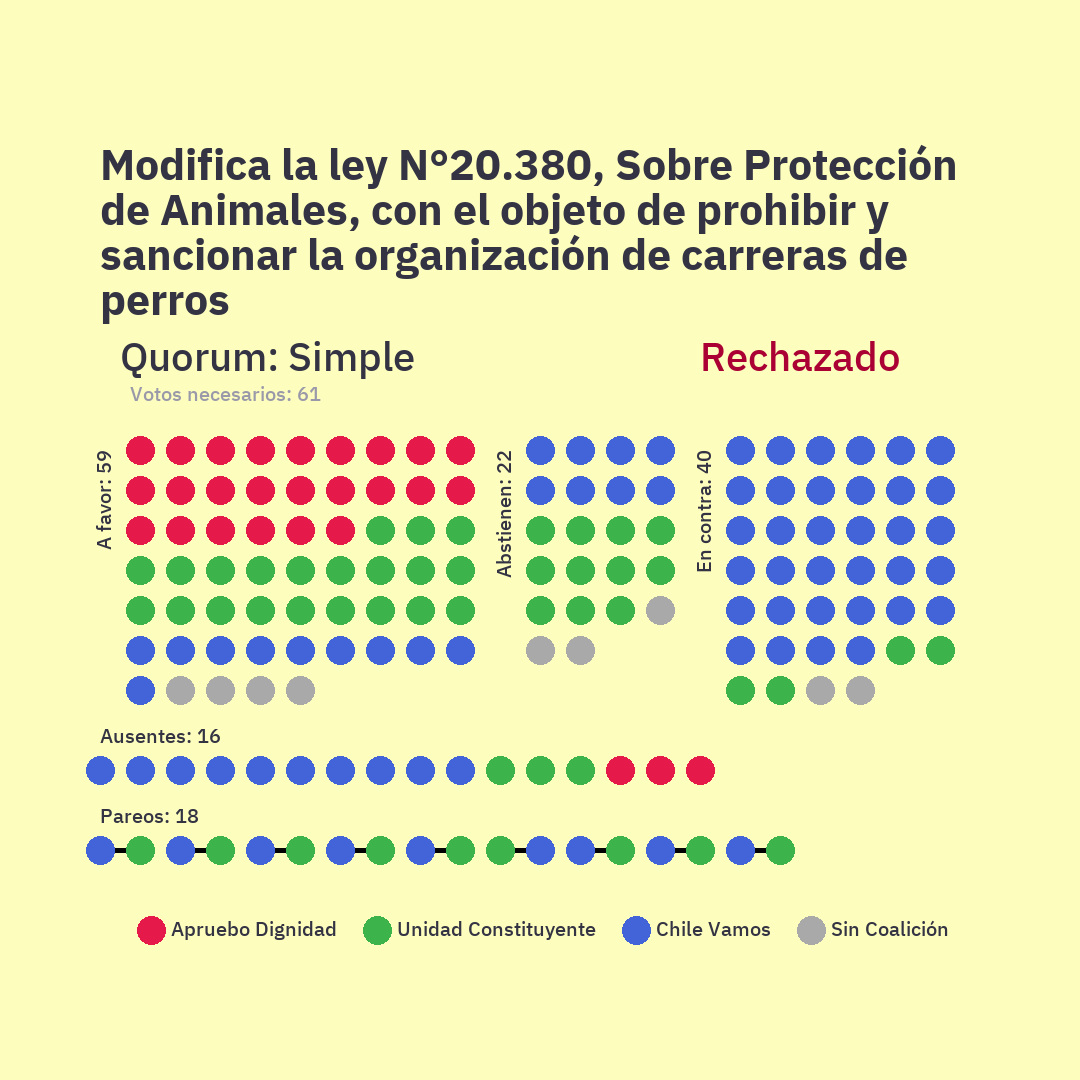 Modifica la ley N°20.380, Sobre Protección
de Animales, con el objeto de prohibir y
sancionar la organización de carreras de
perros
Quorum: Simple
Rechazado
Votos necesarios: 61
A favor: 59
Abstienen: 22
En contra: 40
Ausentes: 16
Pareos: 18
Apruebo Dignidad
Unidad Constituyente
Chile Vamos
Sin Coalición